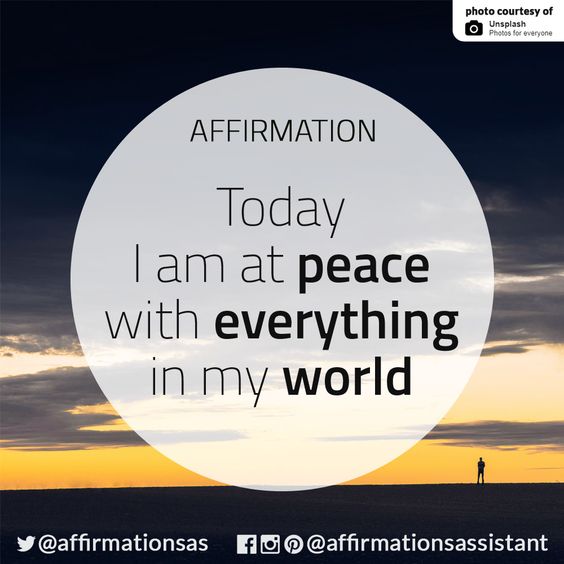 photo courtesy of
Unsplash
Photos for everyone
AFFIRMATION
Today
I am at peace
with everything
in my world
@affirmationsas @affirmationsassistant